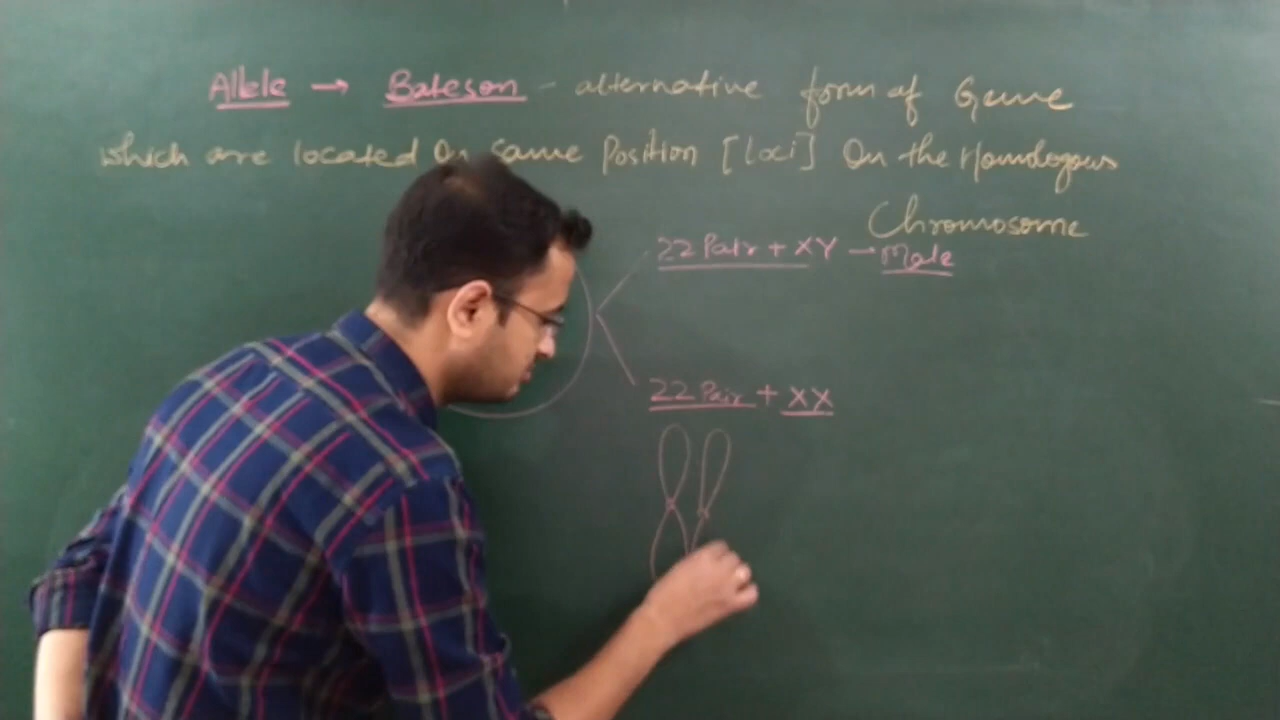 Allele → Bateson - alternative form of Gene
which are located On same Position [loci] On the Homologous
Chromosome
22 Pair + XY → Male
22 Pair + XX